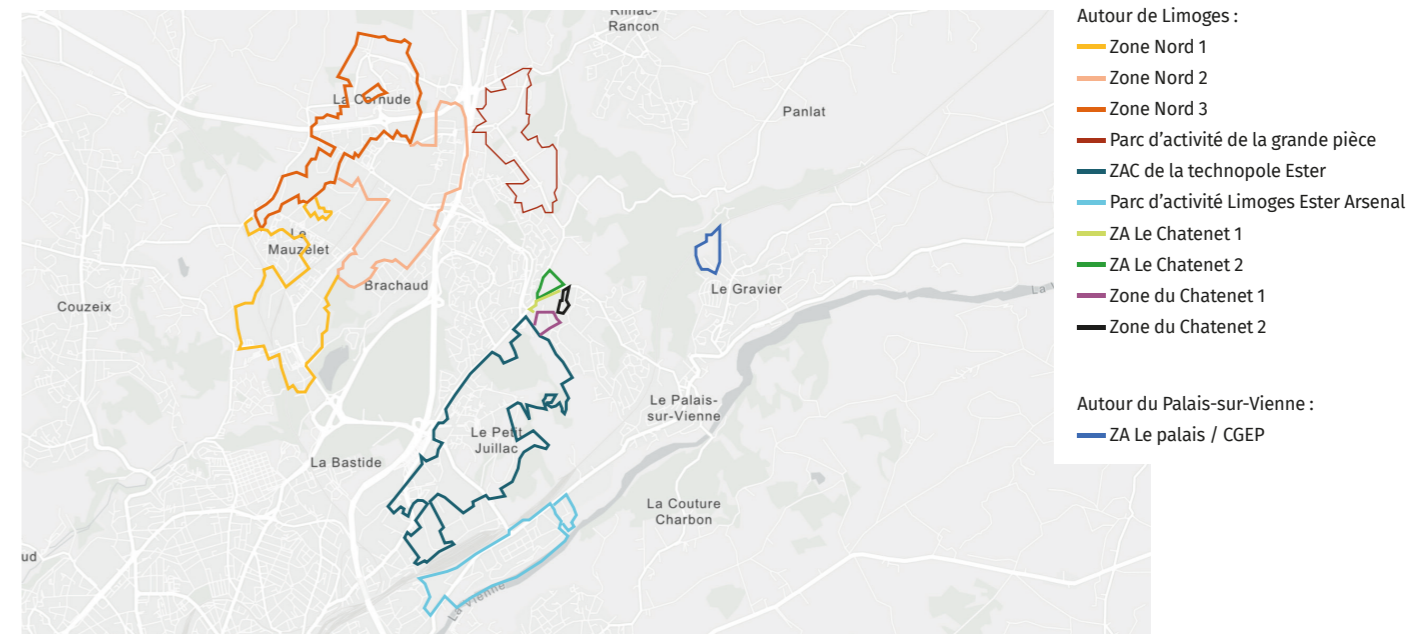 Rilhac-
Rancon
La Cornude
Panlat
Le
Mauzelet
Brachaud
Couzeix
Le Gravier
Le Palais-
sur-Vienne
Le Petit
Juillac
La Bastide
La Couture
Charbon
ud
La Vienne
La
Autour de Limoges :
Zone Nord 1
Zone Nord 2
Zone Nord 3
Parc d’activité de la grande pièce
ZAC de la technopole Ester
Parc d’activité Limoges Ester Arsenal
ZA Le Chatenet 1
ZA Le Chatenet 2
Zone du Chatenet 1
Zone du Chatenet 2
Autour du Palais-sur-Vienne :
ZA Le palais / CGEP